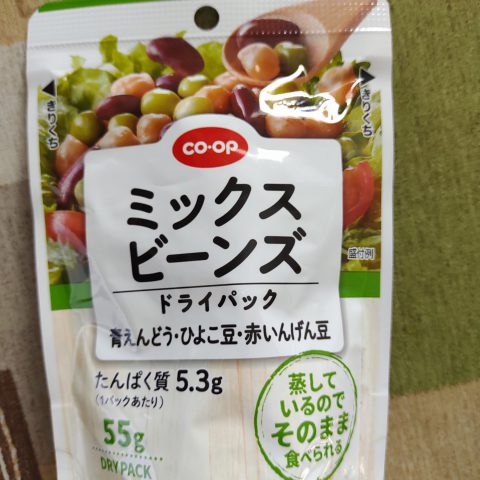 co·op
きりくち
きりくち
ミックス
ビーンズ
ドライパック
青えんどう・ひよこ豆・赤いんげん豆
盛付例
たんぱく質 5.3g
(1パックあたり)
55g
DRY PACK
蒸して
いるので
そのまま
食べられる